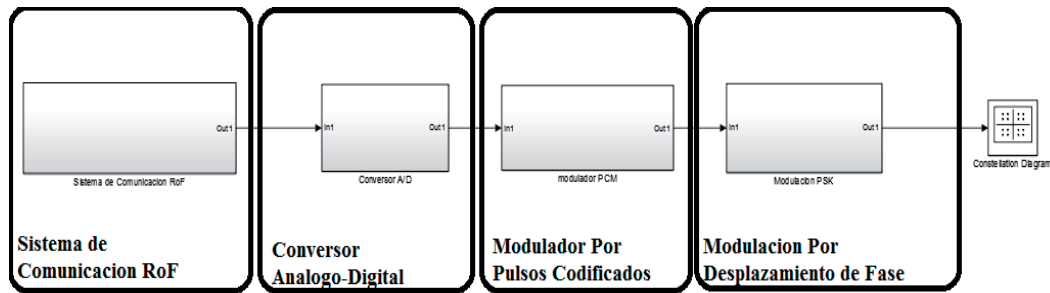 Out1
Sistema de Comunicacion RoF
In1
Out1
Conversor A/D
In1
Out1
modulador PCM
In1
Out1
Modulacion PSK
Constellation Diagram
Sistema de
Comunicacion RoF
Conversor
Analogo-Digital
Modulador Por
Pulsos Codificados
Modulacion Por
Desplazamiento de Fase